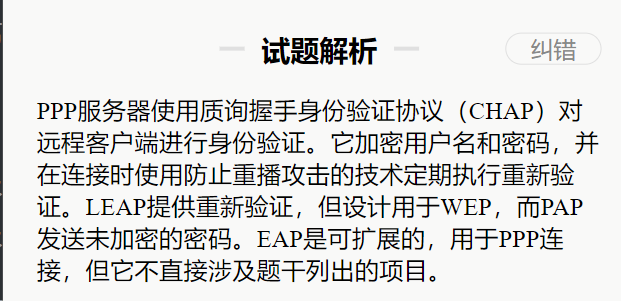 试题解析
纠错
PPP服务器使用质询握手身份验证协议（CHAP）对
远程客户端进行身份验证。它加密用户名和密码，并
在连接时使用防止重播攻击的技术定期执行重新验
证。LEAP提供重新验证，但设计用于WEP，而PAP
发送未加密的密码。EAP是可扩展的，用于PPP连
接，但它不直接涉及题干列出的项目。